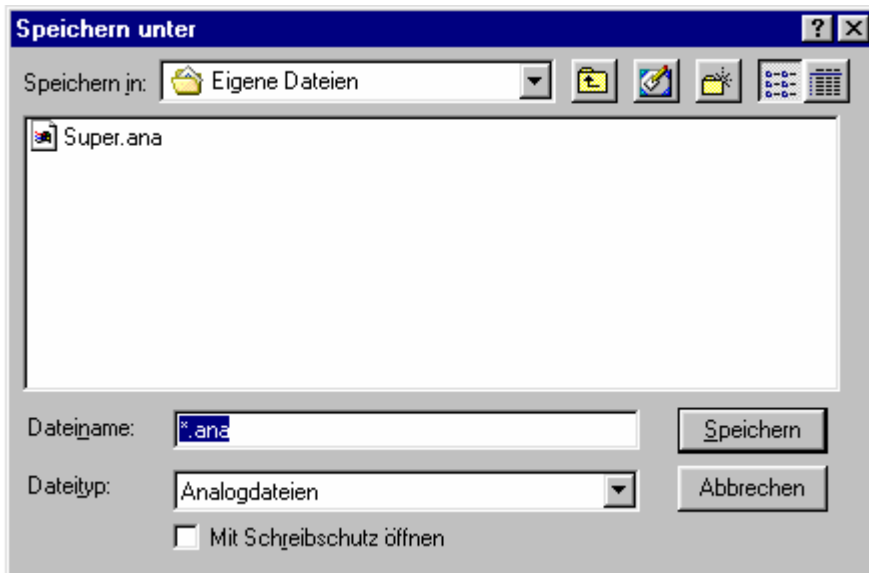 Speichern unter
Speichern in: Eigene Dateien
Super.ana
Dateiname: *.ana Speichern
Dateityp: Analogdateien Abbrechen
Mit Schreibschutz öffnen